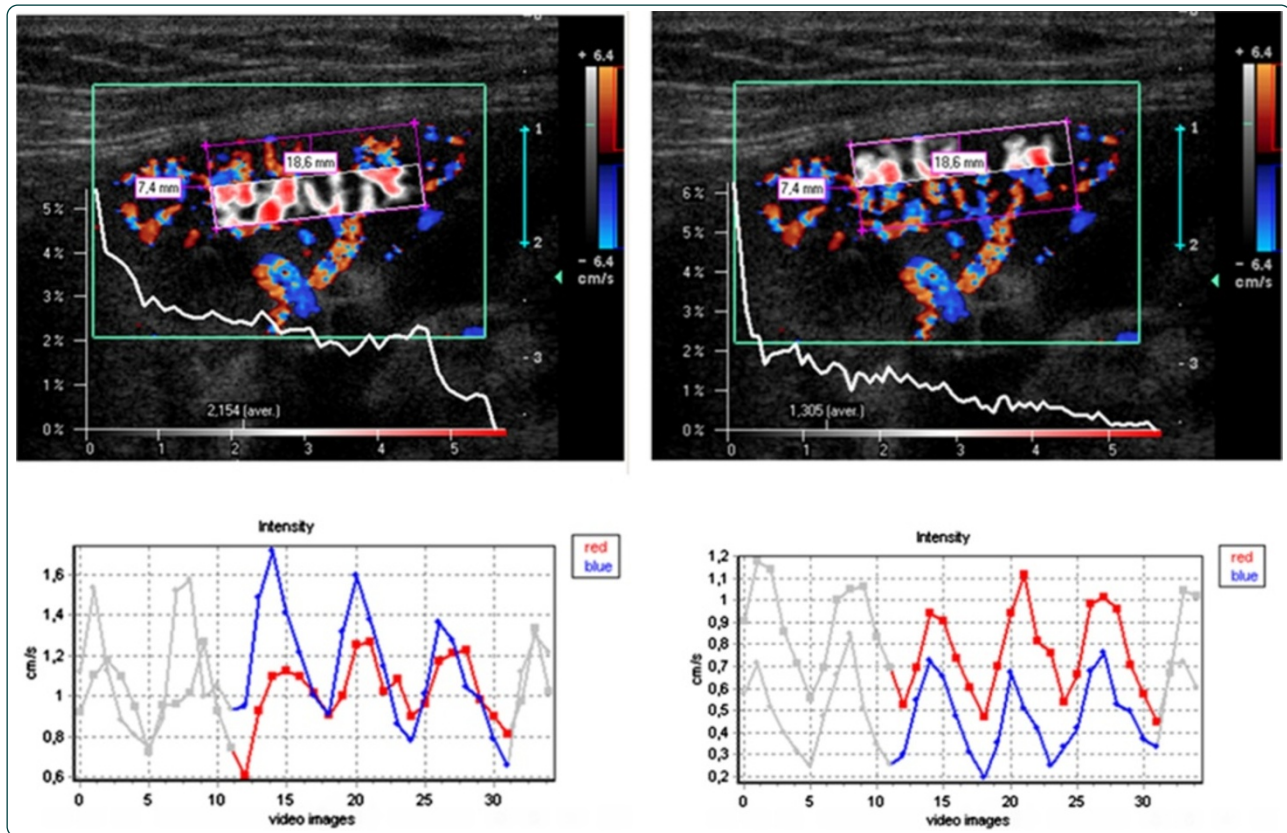 + 6.4
1
18,6 mm
7,4 mm
5%
2
- 6.4
cm/s
4%
3%
2%
- 3
1%
2,154 (aver.)
0%
0 1 2 3 4 5
+ 6.4
1
18,6 mm
7,4 mm
6%
5%
2
- 6.4
cm/s
4%
3%
2%
- 3
1%
1,305 (aver.)
0%
0 1 2 3 4 5
Intensity
red
blue
1,6
1,4
1,2
1
0,8
0,6
cm/s
0 5 10 15 20 25 30
video images
Intensity
red
blue
1,2
1,1
1
0,9
0,8
0,7
0,6
0,5
0,4
0,3
0,2
cm/s
0 5 10 15 20 25 30
video images